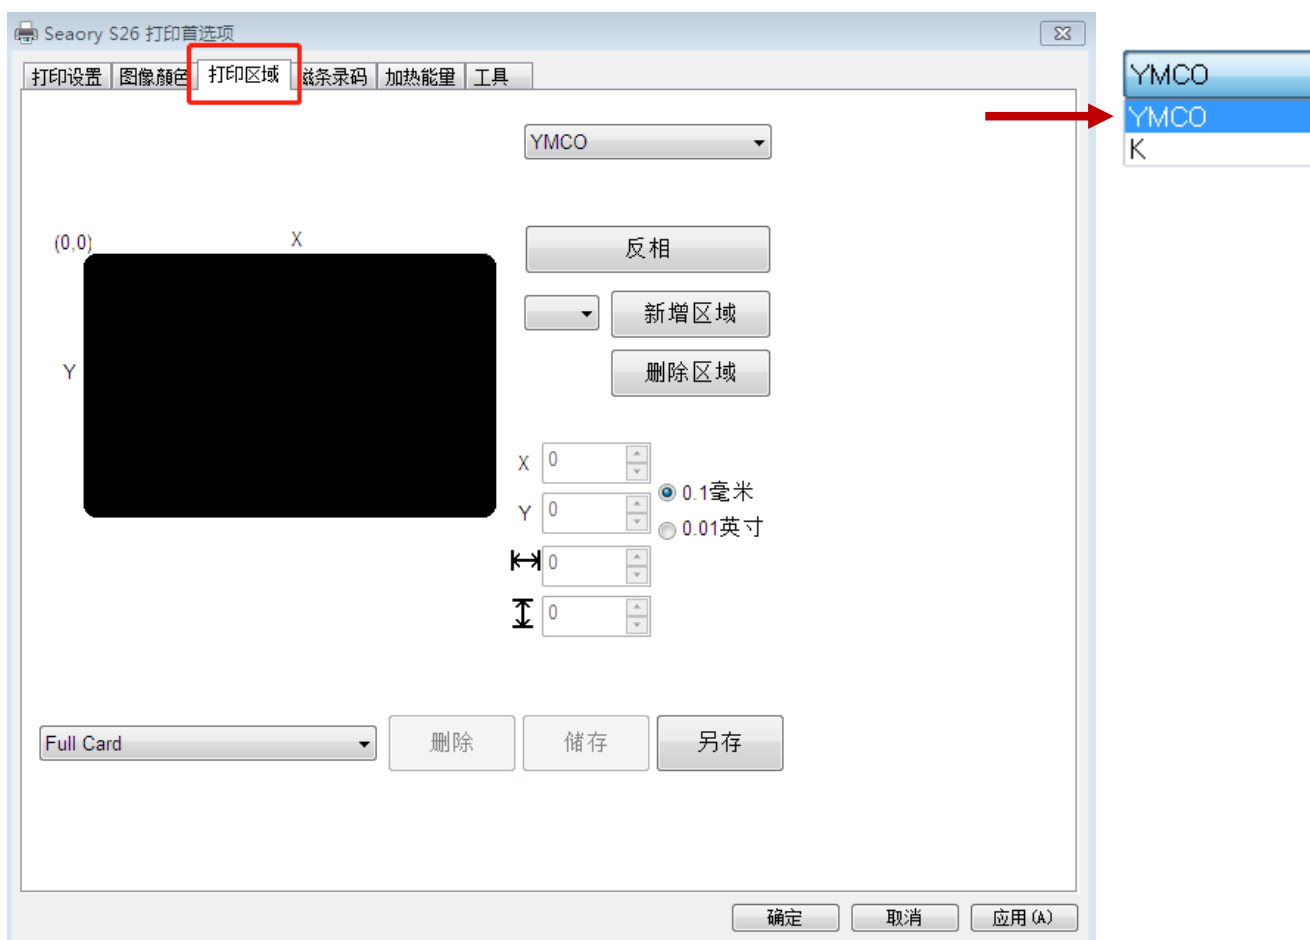 Seaory S26 打印首选项
打印设置 图像颜色 打印区域 磁条录码 加热能量 工具
YMCO
YMCO
YMCO
K
(0,0) X
反相
新增区域
Y
删除区域
X 0
0.1毫米
Y 0
0.01英寸
0
0
Full Card 删除 储存 另存
确定 取消 应用(A)